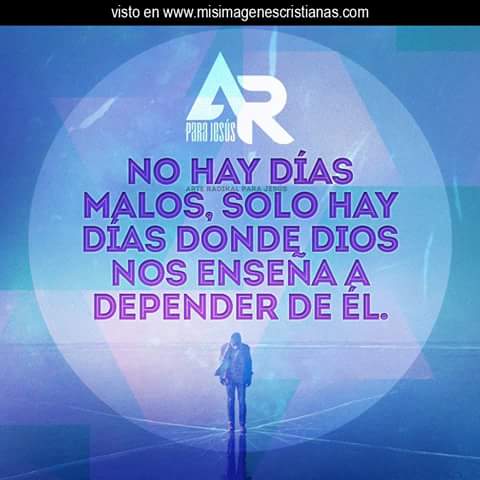 visto en www.misimagenescristianas.com
AR
PARA JESÚS
NO HAY DÍAS
ARTE RADIKAL PARA JESÚS
MALOS, SOLO HAY
DÍAS DONDE DIOS
NOS ENSEÑA A
DEPENDER DE ÉL.